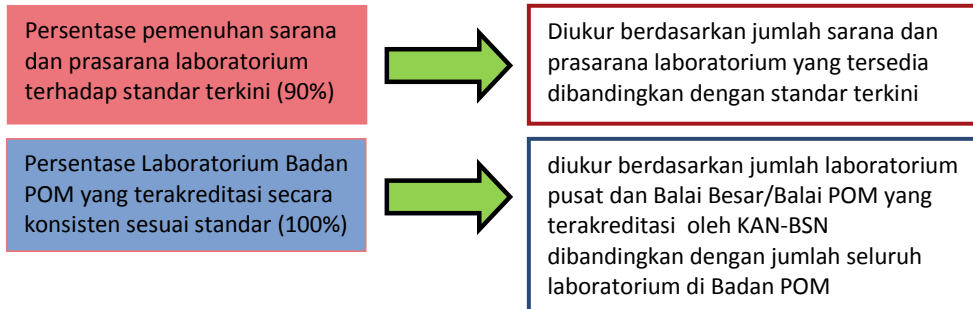 Persentase pemenuhan sarana
dan prasarana laboratorium
terhadap standar terkini (90%)
Diukur berdasarkan jumlah sarana dan
prasarana laboratorium yang tersedia
dibandingkan dengan standar terkini
Persentase Laboratorium Badan
POM yang terakreditasi secara
konsisten sesuai standar (100%)
diukur berdasarkan jumlah laboratorium
pusat dan Balai Besar/Balai POM yang
terakreditasi oleh KAN-BSN
dibandingkan dengan jumlah seluruh
laboratorium di Badan POM